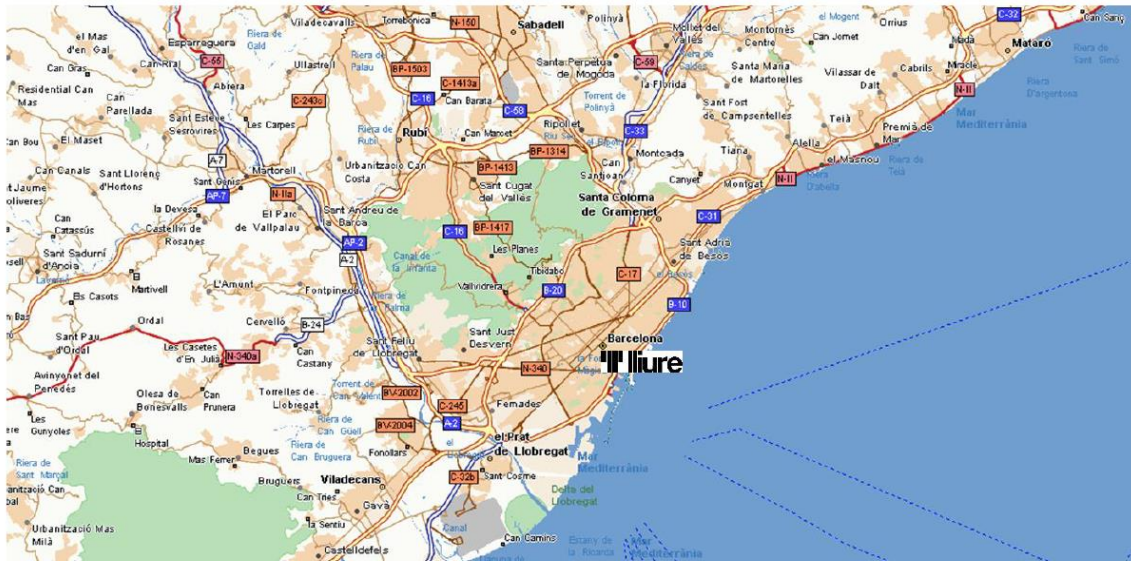 Viladecavalls
Torrebonica
N-150
Sabadell
Polinyà
Mollet del
Vallès
el Mogent
Orrius
C-32
Can Sanç
el Mas
d'en Gal
Esparreguera
Riera de
Gaià
Riera de
Palau
Santa Perpètua
de Mogoda
C-59
Riera de
Caldes
Montornès
Centre
Can Jornet
Mada
Mataró
Riera de
Sant Simó
Can Gras
Can Rial
C-55
Ullastrell
BP-1503
C-1413a
la Florida
Santa Maria
de Martorelles
Vilassar de
Dalt
Cabrils
Miracle
Residential Can
Mas
Abrera
C-243c
C-16
Can Barata
C-58
Torrent de
Polinyà
N-II
Riera
D'argentosa
Can
Parellada
Sant Esteve
Sesrovires
Les Carpes
Riera de
Rubí
Rubí
Can Marcet
Ripollet
C-33
Sant Fost
de Campsentelles
Teià
Premià de
Mar
Mar
Mediterrània
Can Bou
El Maset
A-7
BP-1314
Montcada
Tiana
Alella
el Masnou
Riera de
Teià
Can Canals
Sant Llorenç
d'Hortons
Martorell
Urbanització Can
Costa
BP-1413
Can
Santjoan
Canyet
Montgat
N-II
Riera
D'abella
Sant Jaume
Sant Genís
N-IIa
Sant Cugat
del Vallès
AP-7
Santa Coloma
de Gramenet
C-31
la Devesa
El Parc
de Vallpalau
Sant Andreu de
la Barca
Can
Catassús
Castellví de
Rosanes
AP-2
C-16
BP-1417
Sant Adrià
de Besòs
Sant Sadurní
d'Anoia
A-2
Canal de
la Infanta
Les Planes
Tibidabo
C-17
el Besòs
Martivell
L'Amunt
Fontpineda
Vallvidrera
B-20
B-10
Els Casots
Ordal
Cervelló
B-24
Sant Pau
d'Ordal
Les Casetes
d'En Julià
N-340a
Can
Castany
Sant Feliu
de Llobregat
Sant Just
Desvern
Barcelona
lliure
Avinyonet del
Penedès
Olesa de
Bonesvalls
Can
Prunera
Torrelles de
Llobregat
BV-2002
N-340
C-245
Femades
Les
Gunyoles
Riera de
Can Güell
BV-2004
A-2
Hospital
el Prat
de Llobregat
Riera de
Sant Marçal
Mas Ferrer
Begues
Riera de
Can Bruguera
Fonollars
Mar
Mediterrània
Bruguers
Viladecans
C-32b
Sant Cosme
Can Tries
Gavà
Delta del
Llobregat
Urbanització Mas
Milà
la Sentiu
Canal
Can Camins
Estany de
la Ricarda
Mar
Mediterrània
Castelldefels